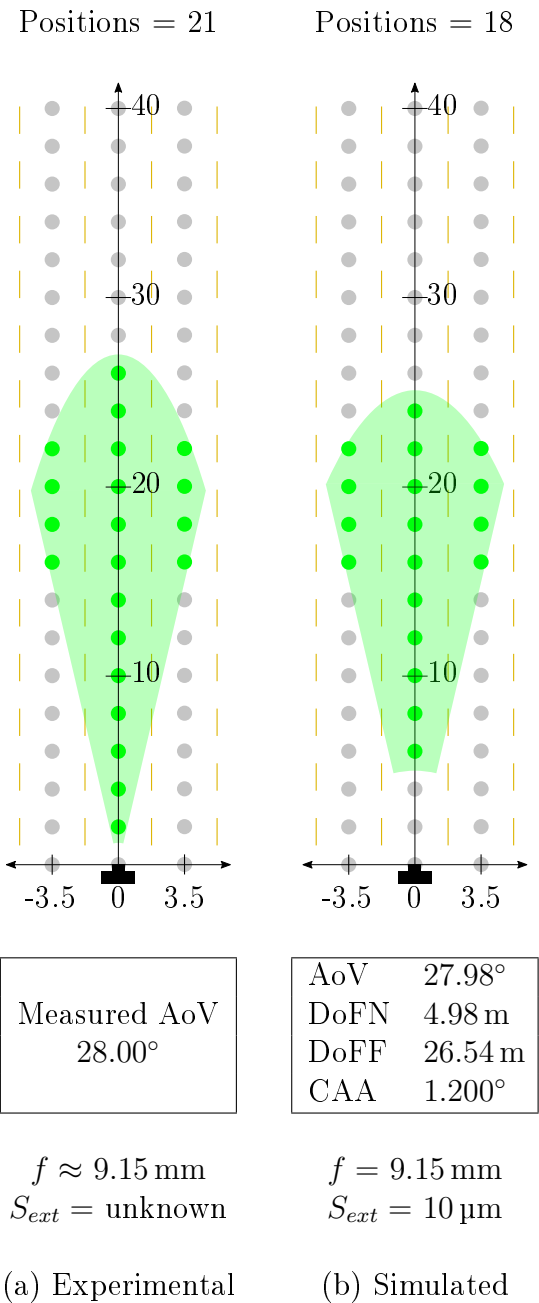 Positions = 21
Positions = 18
40
30
20
10
-3.5 0 3.5
40
30
20
10
-3.5 0 3.5
Measured AoV
28.00°
AoV 27.98°
DoFN 4.98 m
DoFF 26.54 m
CAA 1.200°
f ≈ 9.15 mm
S_ext = unknown
f = 9.15 mm
S_ext = 10 µm
(a) Experimental
(b) Simulated